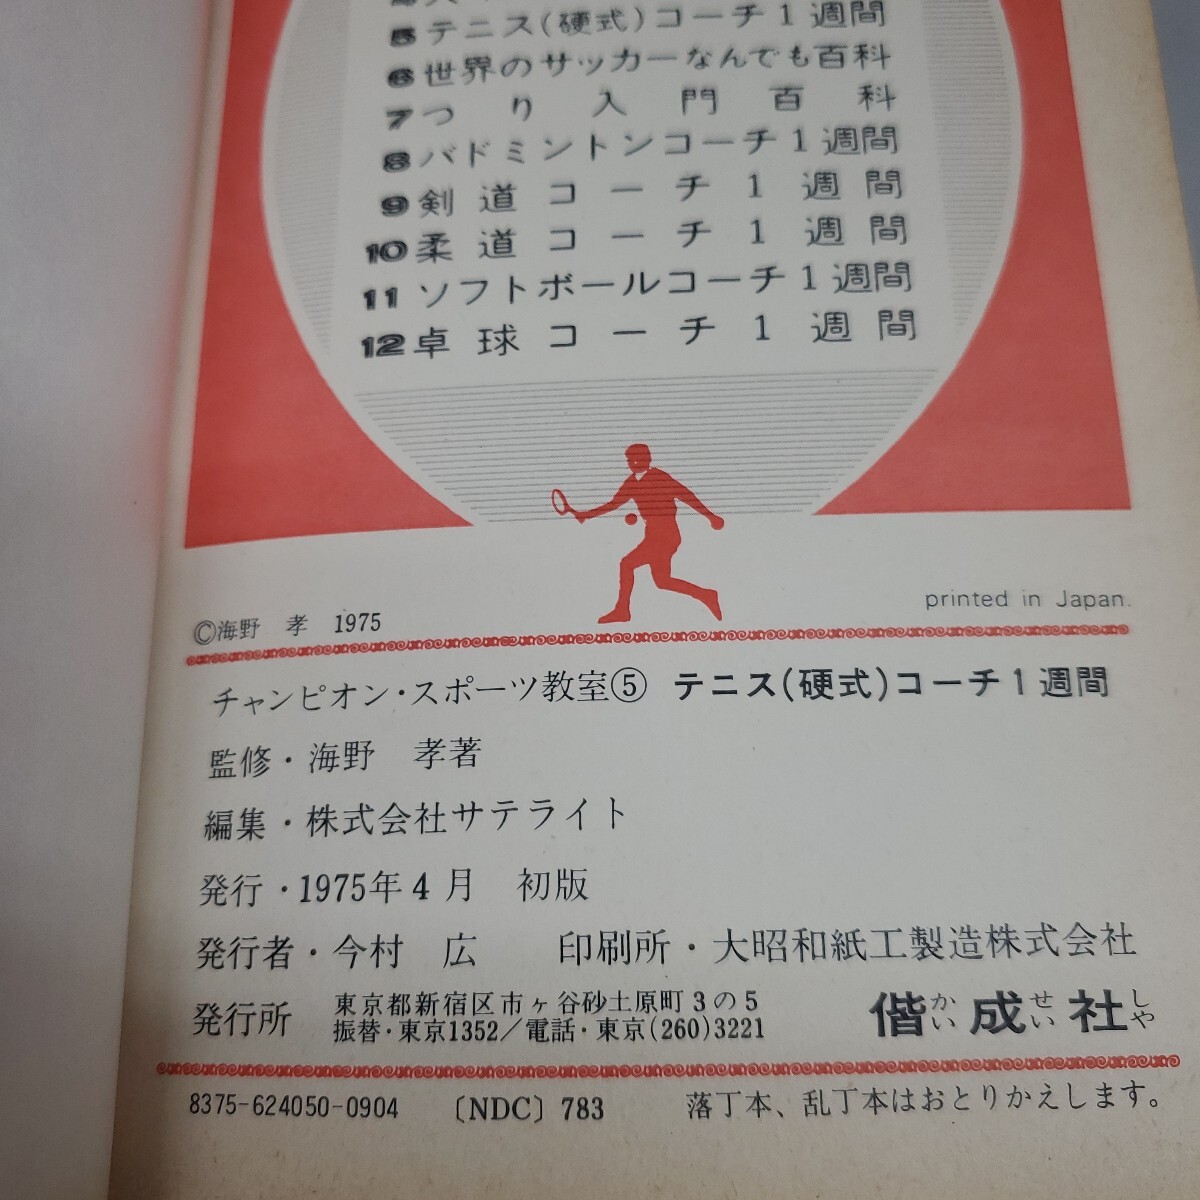 5 テニス(硬式)コーチ1週間
6 世界のサッカーなんでも百科
7 つり入門百科
8 バドミントンコーチ1週間
9 剣道コーチ1週間
10 柔道コーチ1週間
11 ソフトボールコーチ1週間
12 卓球コーチ1週間
printed in Japan.
©海野 孝 1975
チャンピオン・スポーツ教室⑤ テニス(硬式)コーチ1週間
監修・海野 孝著
編集・株式会社サテライト
発行・1975年4月 初版
発行者・今村 広 印刷所・大昭和紙工製造株式会社
発行所 東京都新宿区市ヶ谷砂土原町3の5
振替・東京1352/電話・東京(260)3221
偕成社
かいせいしや
8375-624050-0904 〔NDC〕783 落丁本、乱丁本はおとりかえします。